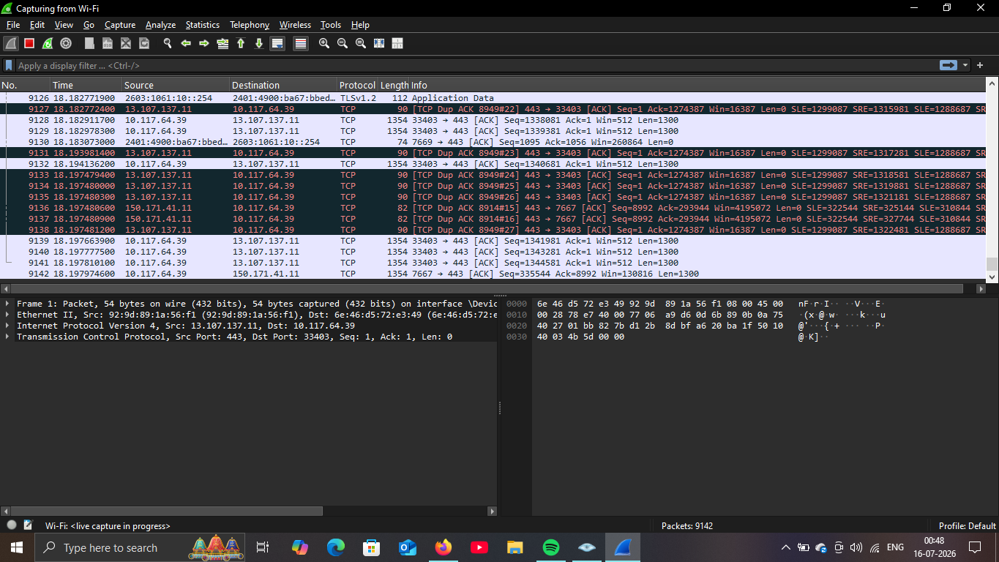 Capturing from Wi-Fi
File Edit View Go Capture Analyze Statistics Telephony Wireless Tools Help
Apply a display filter ... <Ctrl-/>
No. Time Source Destination Protocol Length Info
9126 18.182771900 2603:1061:10::254 2401:4900:ba67:bbed… TLSv1.2 112 Application Data
9127 18.182772400 13.107.137.11 10.117.64.39 TCP 90 [TCP Dup ACK 8949#22] 443 → 33403 [ACK] Seq=1 Ack=1274387 Win=16387 Len=0 SLE=1299087 SRE=1315981 SLE=1288687 SR
9128 18.182911700 10.117.64.39 13.107.137.11 TCP 1354 33403 → 443 [ACK] Seq=1338081 Ack=1 Win=512 Len=1300
9129 18.182978300 10.117.64.39 13.107.137.11 TCP 1354 33403 → 443 [ACK] Seq=1339381 Ack=1 Win=512 Len=1300
9130 18.183073000 2401:4900:ba67:bbed… 2603:1061:10::254 TCP 74 7669 → 443 [ACK] Seq=1095 Ack=1056 Win=260864 Len=0
9131 18.193981400 13.107.137.11 10.117.64.39 TCP 90 [TCP Dup ACK 8949#23] 443 → 33403 [ACK] Seq=1 Ack=1274387 Win=16387 Len=0 SLE=1299087 SRE=1317281 SLE=1288687 SR
9132 18.194136200 10.117.64.39 13.107.137.11 TCP 1354 33403 → 443 [ACK] Seq=1340681 Ack=1 Win=512 Len=1300
9133 18.197479400 13.107.137.11 10.117.64.39 TCP 90 [TCP Dup ACK 8949#24] 443 → 33403 [ACK] Seq=1 Ack=1274387 Win=16387 Len=0 SLE=1299087 SRE=1318581 SLE=1288687 SR
9134 18.197480000 13.107.137.11 10.117.64.39 TCP 90 [TCP Dup ACK 8949#25] 443 → 33403 [ACK] Seq=1 Ack=1274387 Win=16387 Len=0 SLE=1299087 SRE=1319881 SLE=1288687 SR
9135 18.197480300 13.107.137.11 10.117.64.39 TCP 90 [TCP Dup ACK 8949#26] 443 → 33403 [ACK] Seq=1 Ack=1274387 Win=16387 Len=0 SLE=1299087 SRE=1321181 SLE=1288687 SR
9136 18.197480600 150.171.41.11 10.117.64.39 TCP 82 [TCP Dup ACK 8914#15] 443 → 7667 [ACK] Seq=8992 Ack=293944 Win=4195072 Len=0 SLE=322544 SRE=325144 SLE=310844 SR
9137 18.197480900 150.171.41.11 10.117.64.39 TCP 82 [TCP Dup ACK 8914#16] 443 → 7667 [ACK] Seq=8992 Ack=293944 Win=4195072 Len=0 SLE=322544 SRE=327744 SLE=310844 SR
9138 18.197481200 13.107.137.11 10.117.64.39 TCP 90 [TCP Dup ACK 8949#27] 443 → 33403 [ACK] Seq=1 Ack=1274387 Win=16387 Len=0 SLE=1299087 SRE=1322481 SLE=1288687 SR
9139 18.197663900 10.117.64.39 13.107.137.11 TCP 1354 33403 → 443 [ACK] Seq=1341981 Ack=1 Win=512 Len=1300
9140 18.197777500 10.117.64.39 13.107.137.11 TCP 1354 33403 → 443 [ACK] Seq=1343281 Ack=1 Win=512 Len=1300
9141 18.197810100 10.117.64.39 13.107.137.11 TCP 1354 33403 → 443 [ACK] Seq=1344581 Ack=1 Win=512 Len=1300
9142 18.197974600 10.117.64.39 150.171.41.11 TCP 1354 7667 → 443 [ACK] Seq=335544 Ack=8992 Win=130816 Len=1300
Frame 1: Packet, 54 bytes on wire (432 bits), 54 bytes captured (432 bits) on interface \Devic
Ethernet II, Src: 92:9d:89:1a:56:f1 (92:9d:89:1a:56:f1), Dst: 6e:46:d5:72:e3:49 (6e:46:d5:72:e
Internet Protocol Version 4, Src: 13.107.137.11, Dst: 10.117.64.39
Transmission Control Protocol, Src Port: 443, Dst Port: 33403, Seq: 1, Ack: 1, Len: 0
0000 6e 46 d5 72 e3 49 92 9d 89 1a 56 f1 08 00 45 00 nF·r·I·· ··V···E·
0010 00 28 78 e7 40 00 77 06 a9 d6 0d 6b 89 0b 0a 75 ·(x·@·w· ···k···u
0020 40 27 01 bb 82 7b d1 2b 8d bf a6 20 ba 1f 50 10 @'···{·+ ··· ··P·
0030 40 03 4b 5d 00 00 @·K]··
Wi-Fi: <live capture in progress>
Packets: 9142
Profile: Default
Type here to search
ENG
00:48
16-07-2026